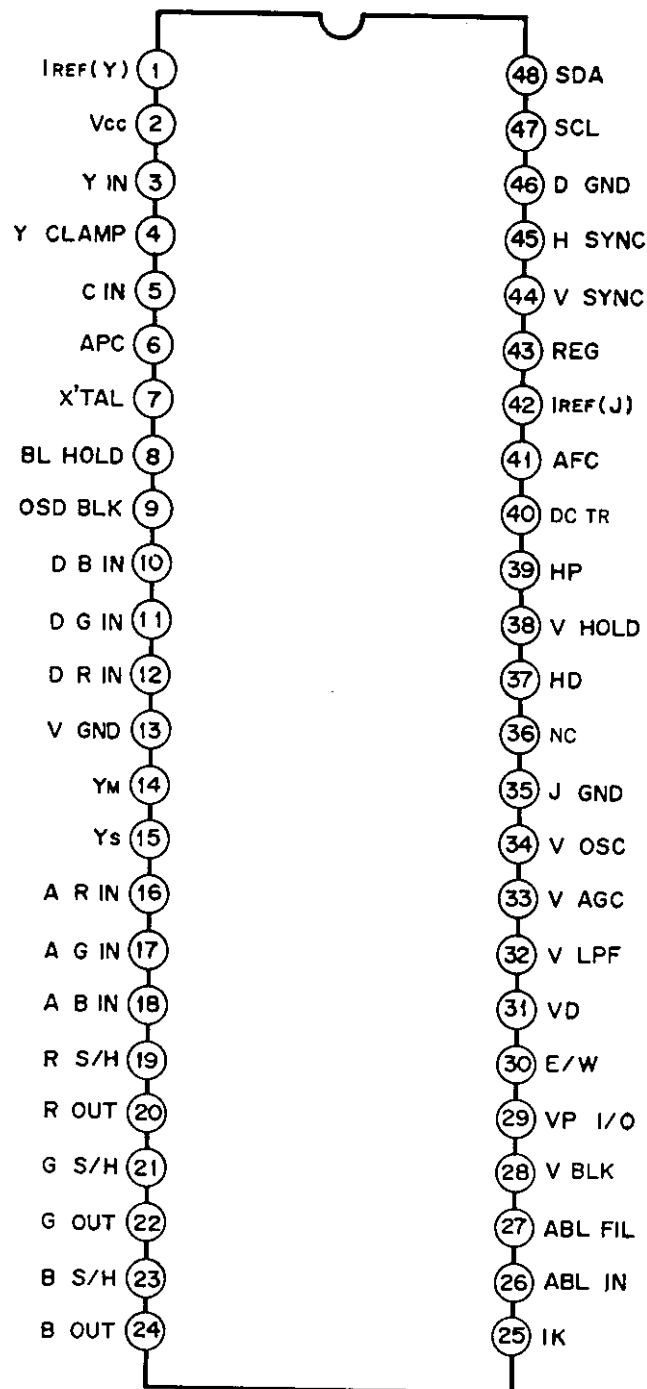 IREF(Y) 1
Vcc 2
Y IN 3
Y CLAMP 4
C IN 5
APC 6
X'TAL 7
BL HOLD 8
OSD BLK 9
D B IN 10
D G IN 11
D R IN 12
V GND 13
YM 14
YS 15
A R IN 16
A G IN 17
A B IN 18
R S/H 19
R OUT 20
G S/H 21
G OUT 22
B S/H 23
B OUT 24
48 SDA
47 SCL
46 D GND
45 H SYNC
44 V SYNC
43 REG
42 IREF(J)
41 AFC
40 DC TR
39 HP
38 V HOLD
37 HD
36 NC
35 J GND
34 V OSC
33 V AGC
32 V LPF
31 VD
30 E/W
29 VP I/O
28 V BLK
27 ABL FIL
26 ABL IN
25 IK